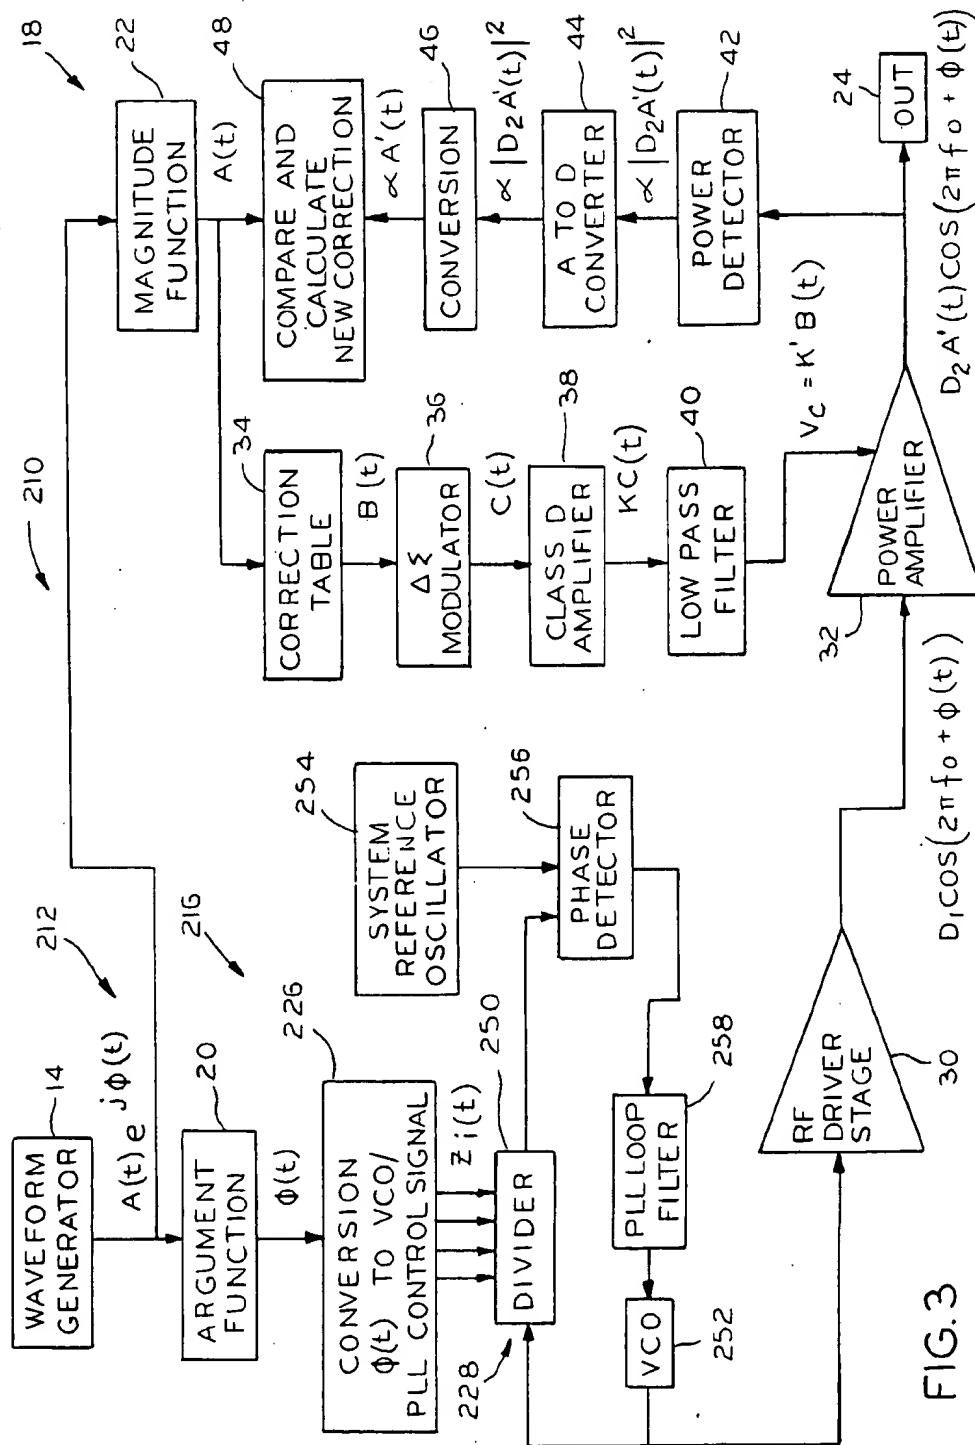 210
212
14
WAVEFORM
GENERATOR
A(t)e^jΦ(t)
20
ARGUMENT
FUNCTION
Φ(t)
216
226
CONVERSION
Φ(t) TO VCO/
PLL CONTROL SIGNAL
Zi(t)
250
DIVIDER
228
254
SYSTEM
REFERENCE
OSCILLATOR
256
PHASE
DETECTOR
258
PLL LOOP
FILTER
VCO
252
RF
DRIVER
STAGE
30
D₁COS(2πfo + Φ(t))
18
22
MAGNITUDE
FUNCTION
A(t)
34
CORRECTION
TABLE
B(t)
36
ΔΣ
MODULATOR
C(t)
38
CLASS D
AMPLIFIER
KC(t)
40
LOW PASS
FILTER
Vc = K'B(t)
48
COMPARE AND
CALCULATE
NEW CORRECTION
∝ A'(t)
46
CONVERSION
∝ |D₂A'(t)|²
44
A TO D
CONVERTER
∝ |D₂A'(t)|²
42
POWER
DETECTOR
32
POWER
AMPLIFIER
24
OUT
D₂A'(t)COS(2πfo + Φ(t)
FIG. 3